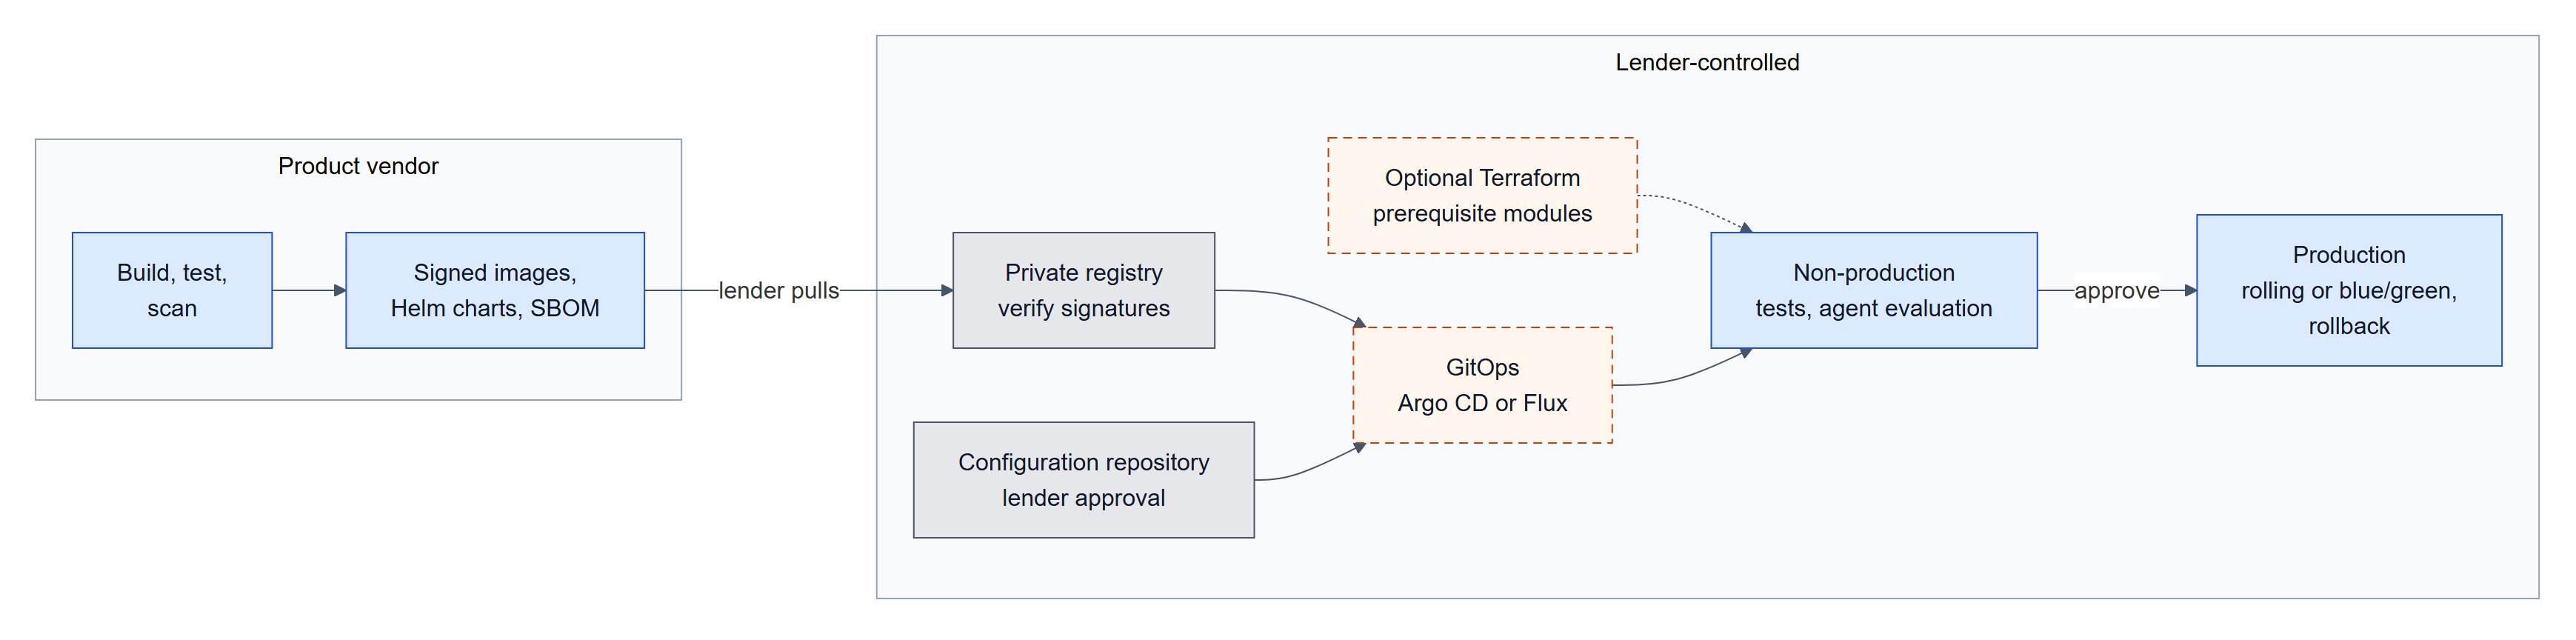 Product vendor
Build, test,
scan
Signed images,
Helm charts, SBOM
lender pulls
Lender-controlled
Private registry
verify signatures
Configuration repository
lender approval
Optional Terraform
prerequisite modules
GitOps
Argo CD or Flux
Non-production
tests, agent evaluation
approve
Production
rolling or blue/green,
rollback